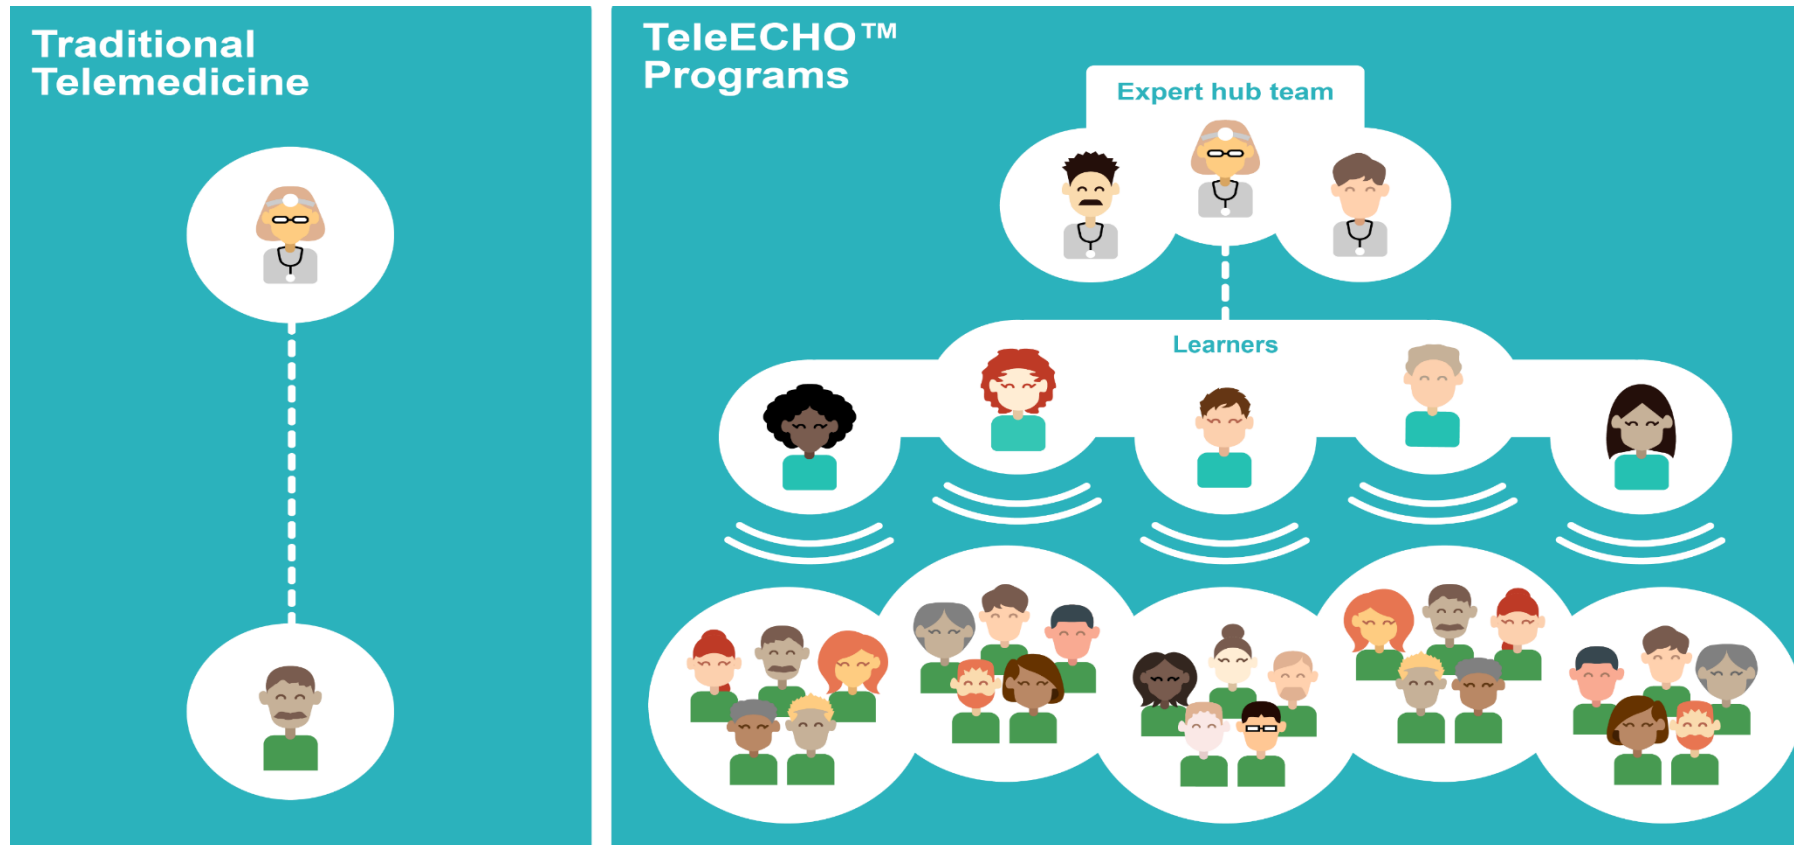 Traditional
Telemedicine
TeleECHO™
Programs
Expert hub team
Learners